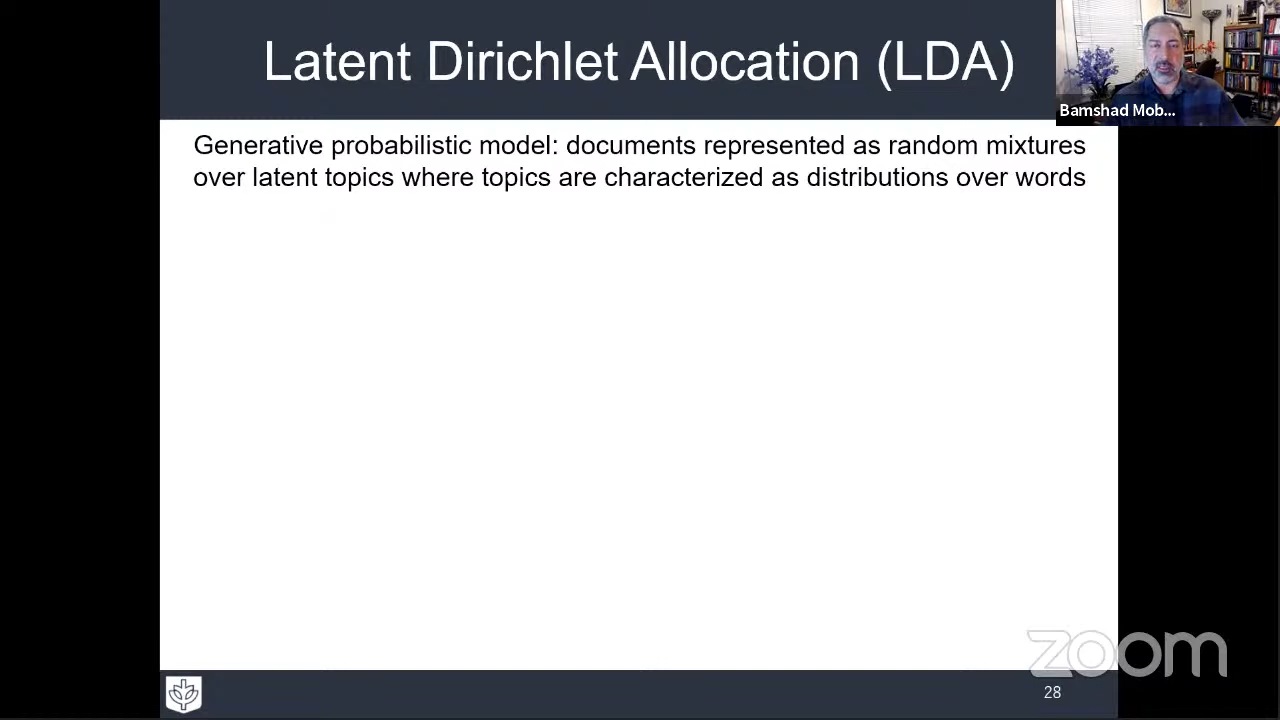 Latent Dirichlet Allocation (LDA)
Bamshad Mob...
Generative probabilistic model: documents represented as random mixtures
over latent topics where topics are characterized as distributions over words
zoom
28